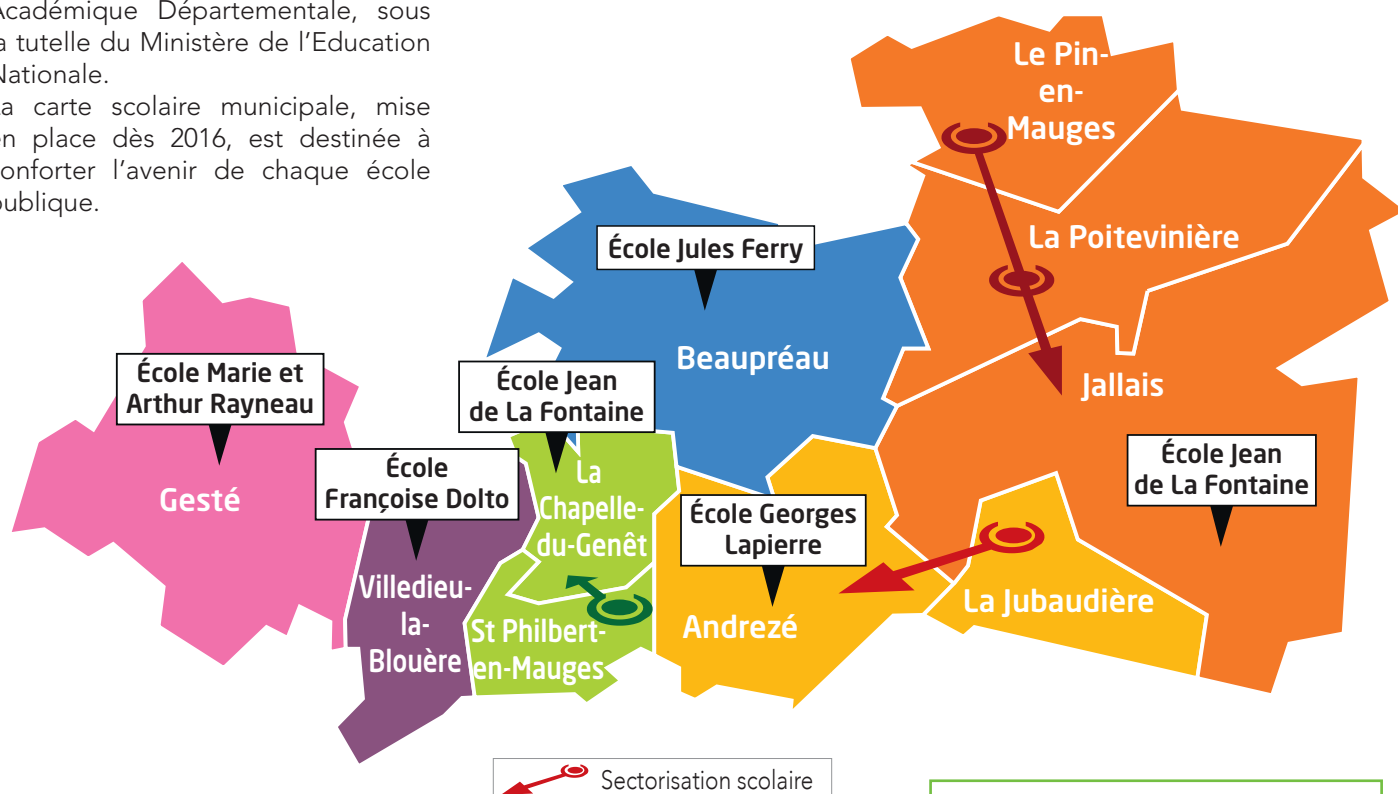 Académique Départementale, sous
la tutelle du Ministère de l’Education
Nationale.
La carte scolaire municipale, mise
en place dès 2016, est destinée à
conforter l’avenir de chaque école
publique.
Le Pin-
en-
Mauges
La Poitevinière
École Jules Ferry
Beaupréau
Jallais
École Marie et
Arthur Rayneau
École Jean
de La Fontaine
École Jean
de La Fontaine
École
Françoise Dolto
Gesté
La
Chapelle-
du-Genêt
École Georges
Lapierre
Villedieu-
la-
Blouère
St Philbert-
en-Mauges
Andrezé
La Jubaudière
Sectorisation scolaire